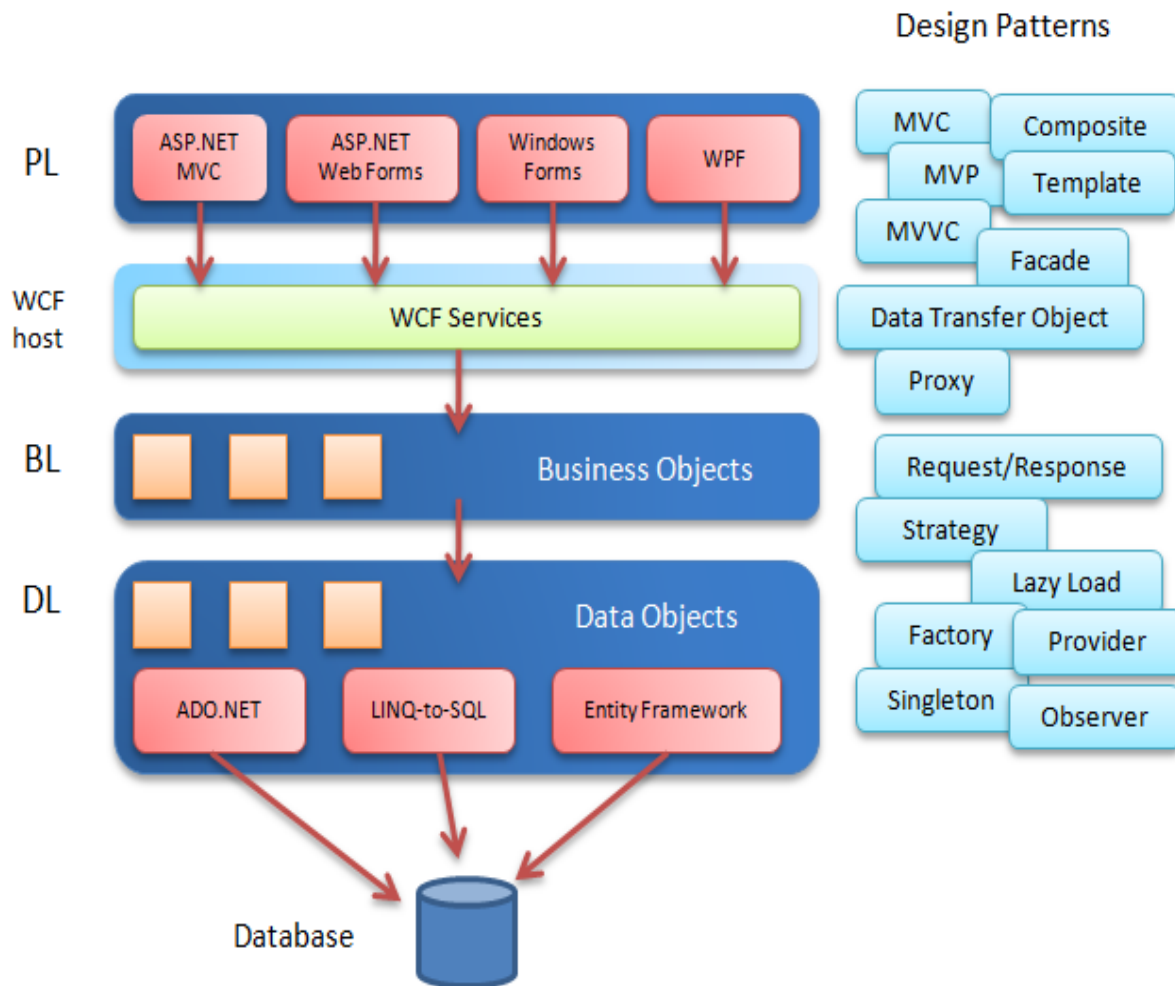 Design Patterns
PL
ASP.NET
MVC
ASP.NET
Web Forms
Windows
Forms
WPF
MVC
Composite
MVP
Template
MVVC
Facade
WCF
host
WCF Services
Data Transfer Object
Proxy
BL
Business Objects
Request/Response
Strategy
Lazy Load
DL
Data Objects
Factory
Provider
ADO.NET
LINQ-to-SQL
Entity Framework
Singleton
Observer
Database